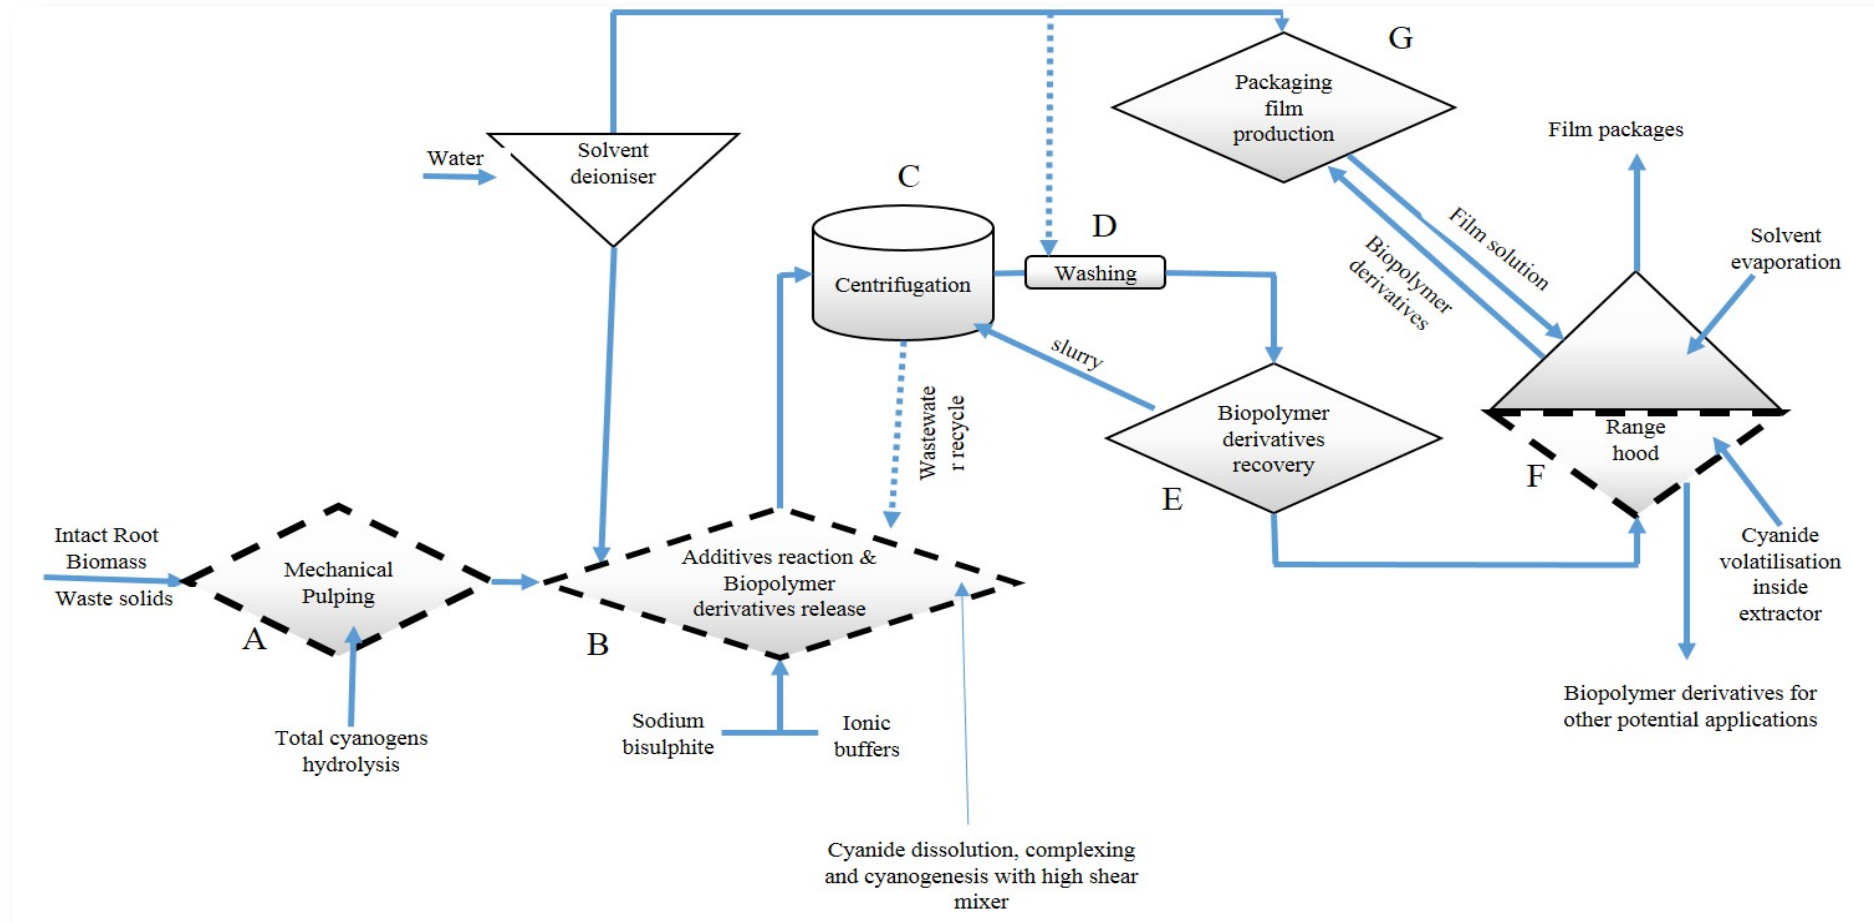 G
Packaging
film
production
Film packages
Water
Solvent
deioniser
C
D
Film solution
Biopolymer
derivatives
Solvent
evaporation
Centrifugation
Washing
slurry
Wastewate
r recycle
Biopolymer
derivatives
recovery
E
Range
hood
F
Intact Root
Biomass
Waste solids
Mechanical
Pulping
A
Additives reaction &
Biopolymer
derivatives release
B
Cyanide
volatilisation
inside
extractor
Total cyanogens
hydrolysis
Sodium
bisulphite
Ionic
buffers
Biopolymer derivatives for
other potential applications
Cyanide dissolution, complexing
and cyanogenesis with high shear
mixer